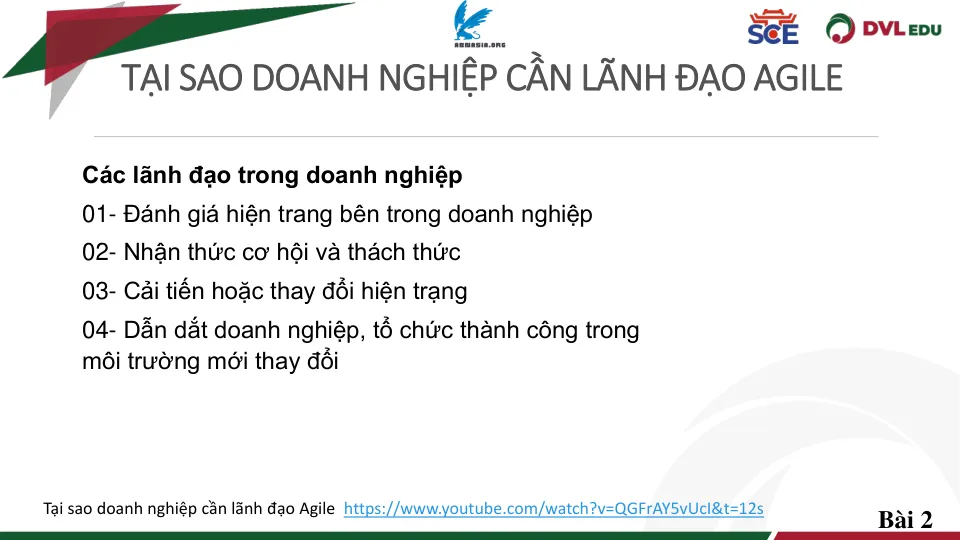 ARMASIA.ORG
SCE
DVL EDU
TẠI SAO DOANH NGHIỆP CẦN LÃNH ĐẠO AGILE
Các lãnh đạo trong doanh nghiệp
01- Đánh giá hiện trang bên trong doanh nghiệp
02- Nhận thức cơ hội và thách thức
03- Cải tiến hoặc thay đổi hiện trạng
04- Dẫn dắt doanh nghiệp, tổ chức thành công trong
môi trường mới thay đổi
Tại sao doanh nghiệp cần lãnh đạo Agile https://www.youtube.com/watch?v=QGFrAY5vUcI&t=12s
Bài 2